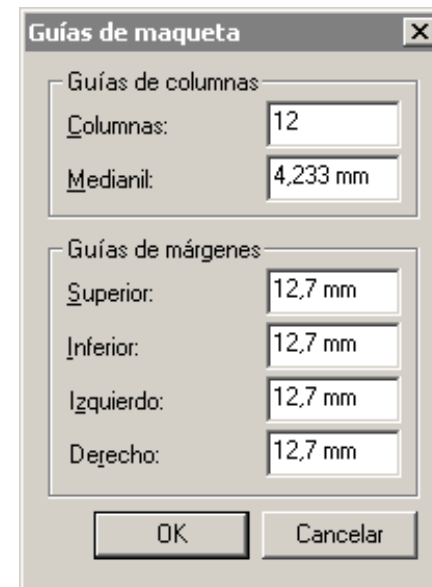 Guías de maqueta
Guías de columnas
Columnas: 12
Medianil: 4,233 mm
Guías de márgenes
Superior: 12,7 mm
Inferior: 12,7 mm
Izquierdo: 12,7 mm
Derecho: 12,7 mm
OK Cancelar